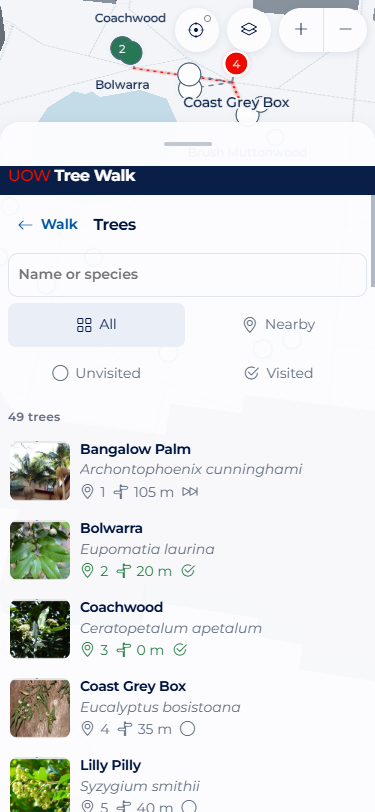 Coachwood
2
4
Bolwarra
Coast Grey Box
Brush Muttonwood
UOW Tree Walk
Walk Trees
Name or species
All
Nearby
Unvisited
Visited
49 trees
Bangalow Palm
Archontophoenix cunninghami
1 105 m
Bolwarra
Eupomatia laurina
2 20 m
Coachwood
Ceratopetalum apetalum
3 0 m
Coast Grey Box
Eucalyptus bosistoana
4 35 m
Lilly Pilly
Syzygium smithii
5 40 m